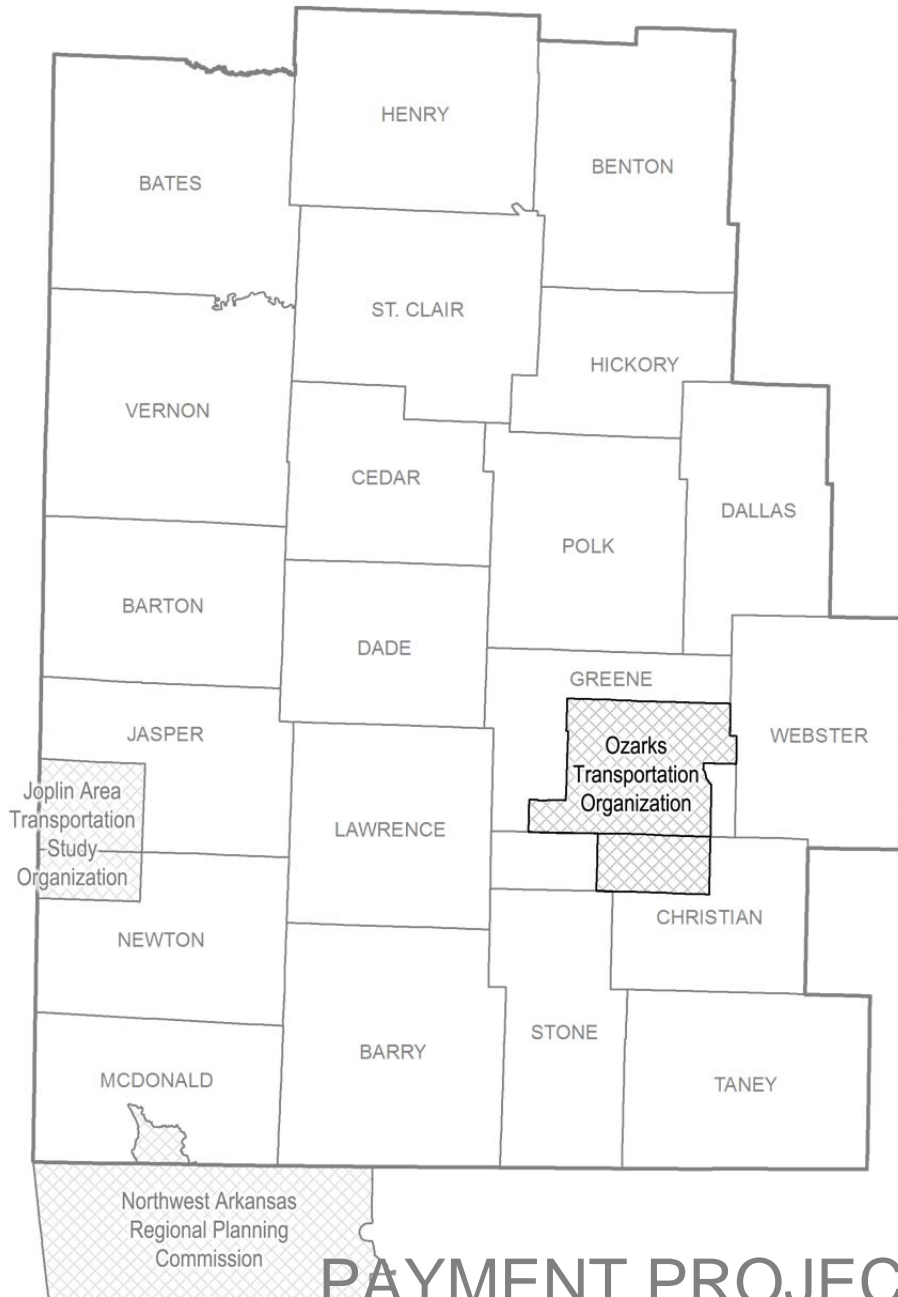 HENRY
BENTON
BATES
ST. CLAIR
HICKORY
VERNON
CEDAR
DALLAS
POLK
BARTON
DADE
GREENE
JASPER
WEBSTER
Ozarks
Transportation
Organization
Joplin Area
Transportation
Study
Organization
LAWRENCE
CHRISTIAN
NEWTON
STONE
BARRY
MCDONALD
TANEY
Northwest Arkansas
Regional Planning
Commission
PAYMENT PROJEC